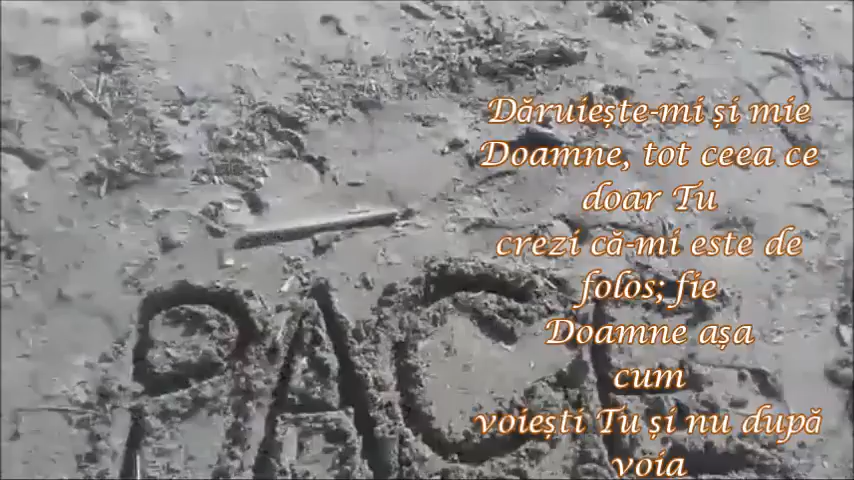 Dăruiește-mi și mie
Doamne, tot ceea ce
doar Tu
crezi că-mi este de
folos; fie
Doamne așa
cum
voiești Tu și nu după
voia
PACE